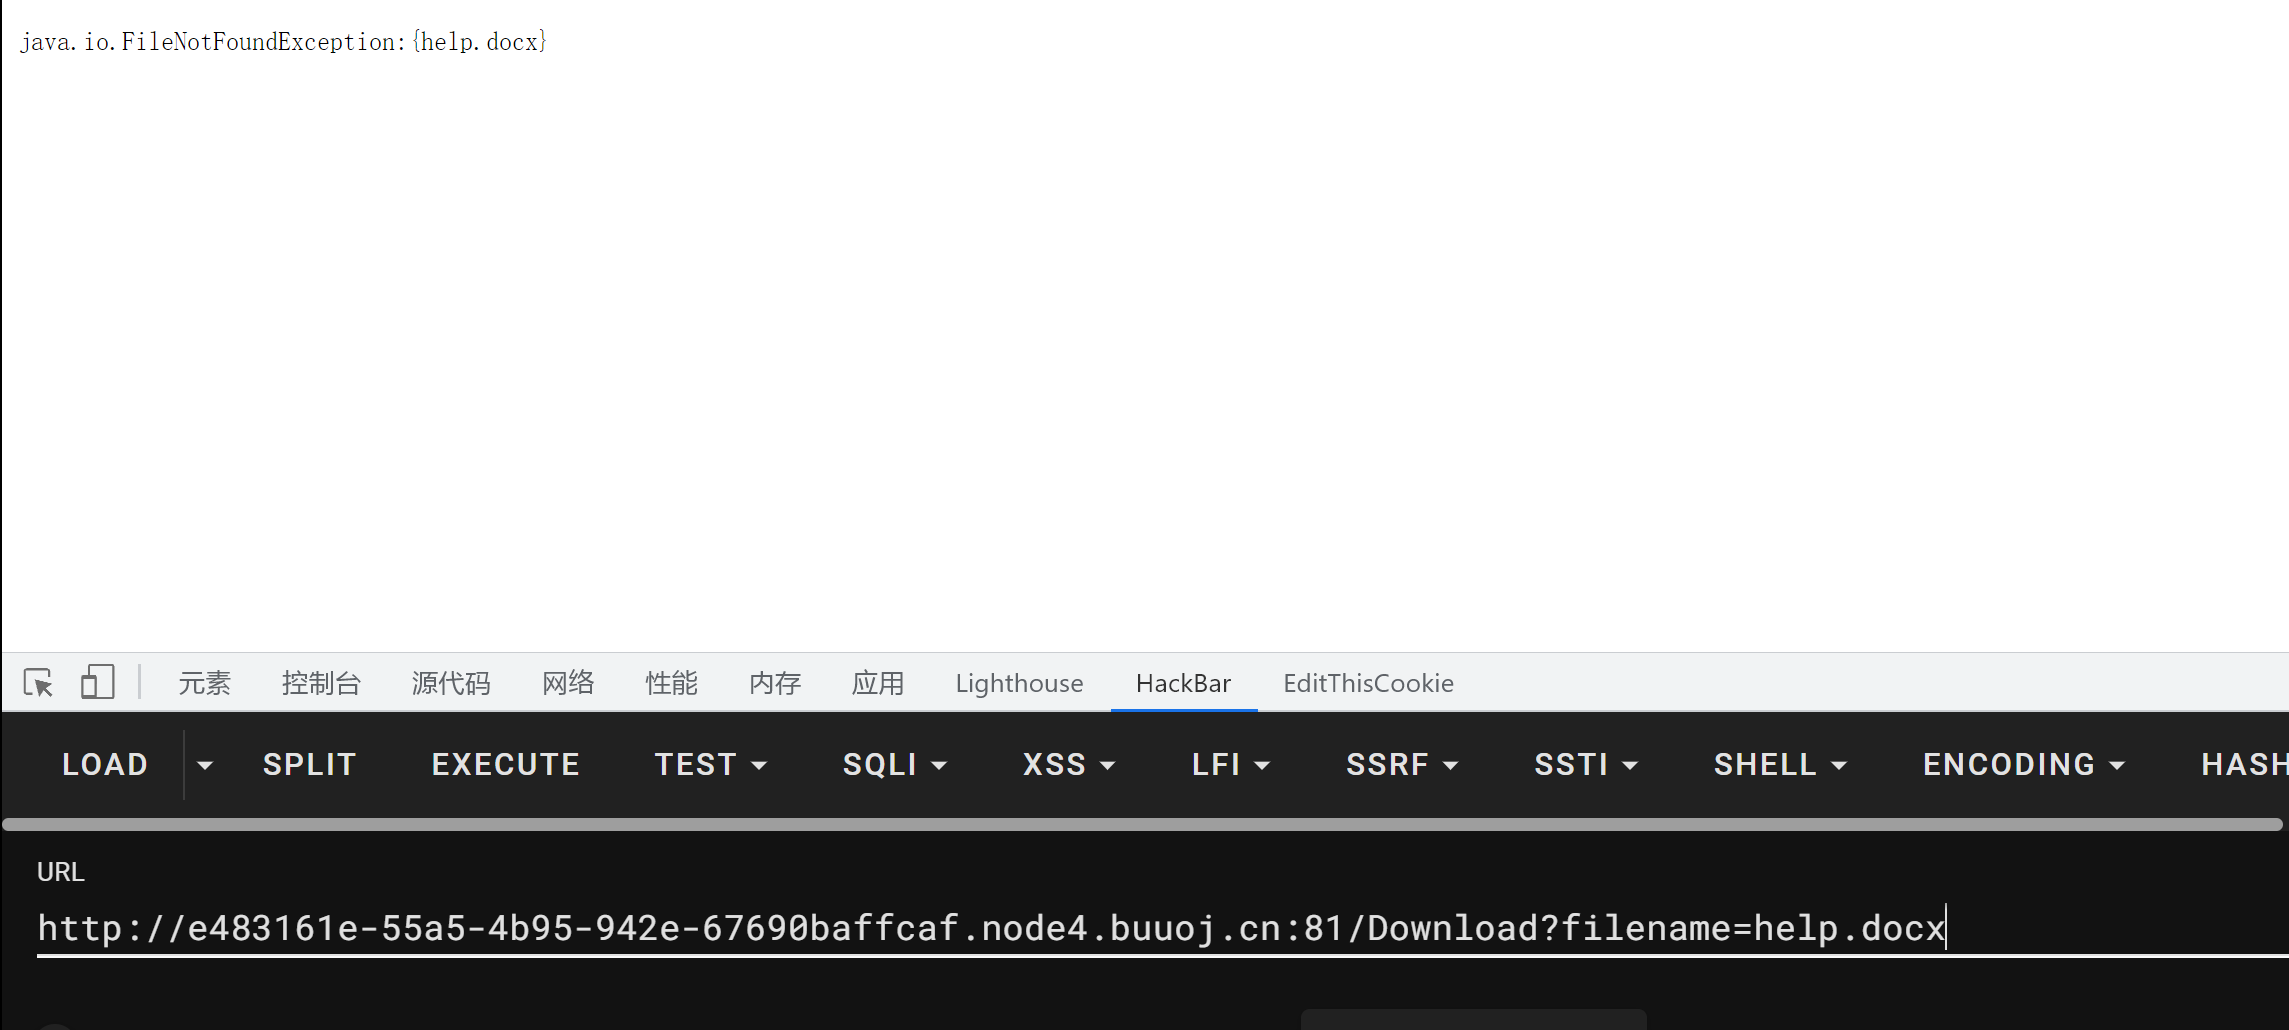 java.io.FileNotFoundException:{help.docx}
元素 控制台 源代码 网络 性能 内存 应用 Lighthouse HackBar EditThisCookie
LOAD SPLIT EXECUTE TEST SQLI XSS LFI SSRF SSTI SHELL ENCODING HASH
URL
http://e483161e-55a5-4b95-942e-67690baffcaf.node4.buuoj.cn:81/Download?filename=help.docx